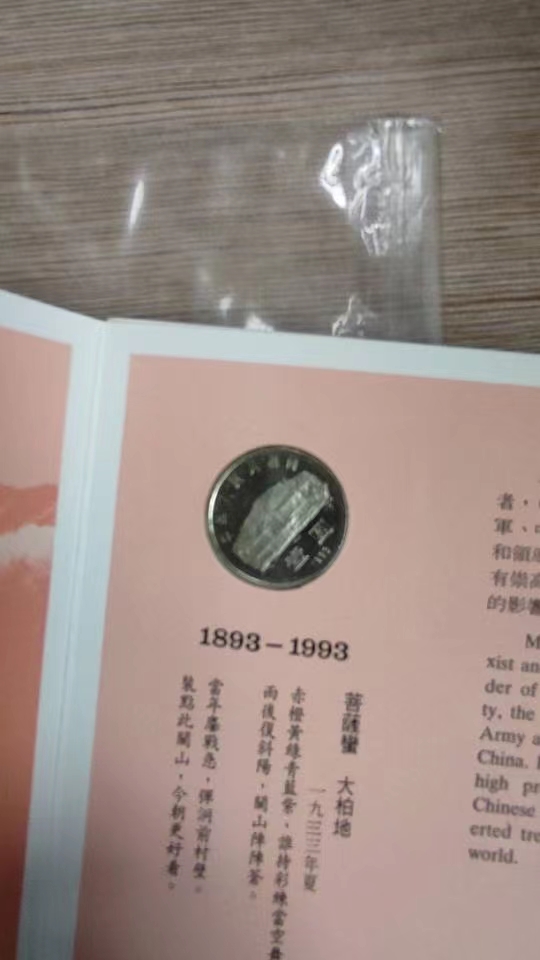 壹圓
1893－1993
菩薩蠻 大柏地
一九三三年夏
赤橙黃綠青藍紫，誰持彩練當空舞
雨後復斜陽，關山陣陣蒼。
當年鏖戰急，彈洞前村壁。
裝點此關山，今朝更好看。
者，
軍、
和領
有崇高
的影響
M
xist an
der of
ty, the
Army a
China.
high pr
Chinese
erted tre
world.